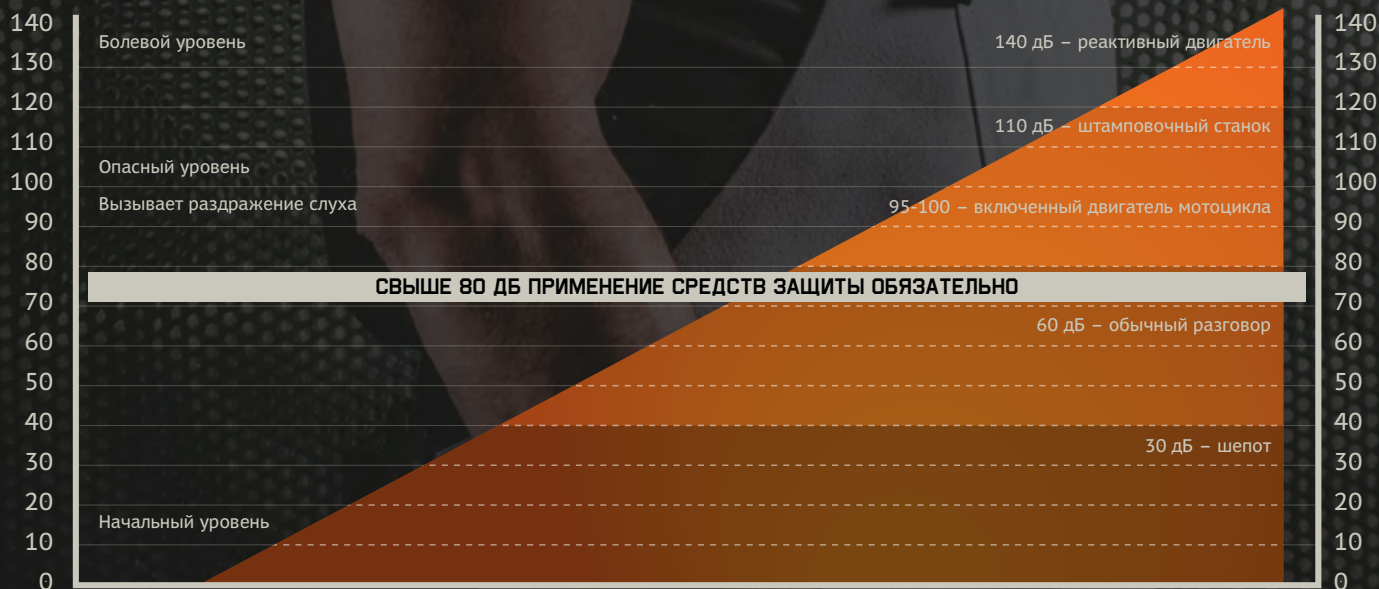 140 140
Болевой уровень 140 дБ – реактивный двигатель
130 130
120 120
110 дБ – штамповочный станок
110 110
Опасный уровень
100 100
Вызывает раздражение слуха 95-100 – включенный двигатель мотоцикла
90 90
80 80
СВЫШЕ 80 ДБ ПРИМЕНЕНИЕ СРЕДСТВ ЗАЩИТЫ ОБЯЗАТЕЛЬНО
70 70
60 дБ – обычный разговор
60 60
50 50
40 40
30 дБ – шепот
30 30
20 20
Начальный уровень
10 10
0 0